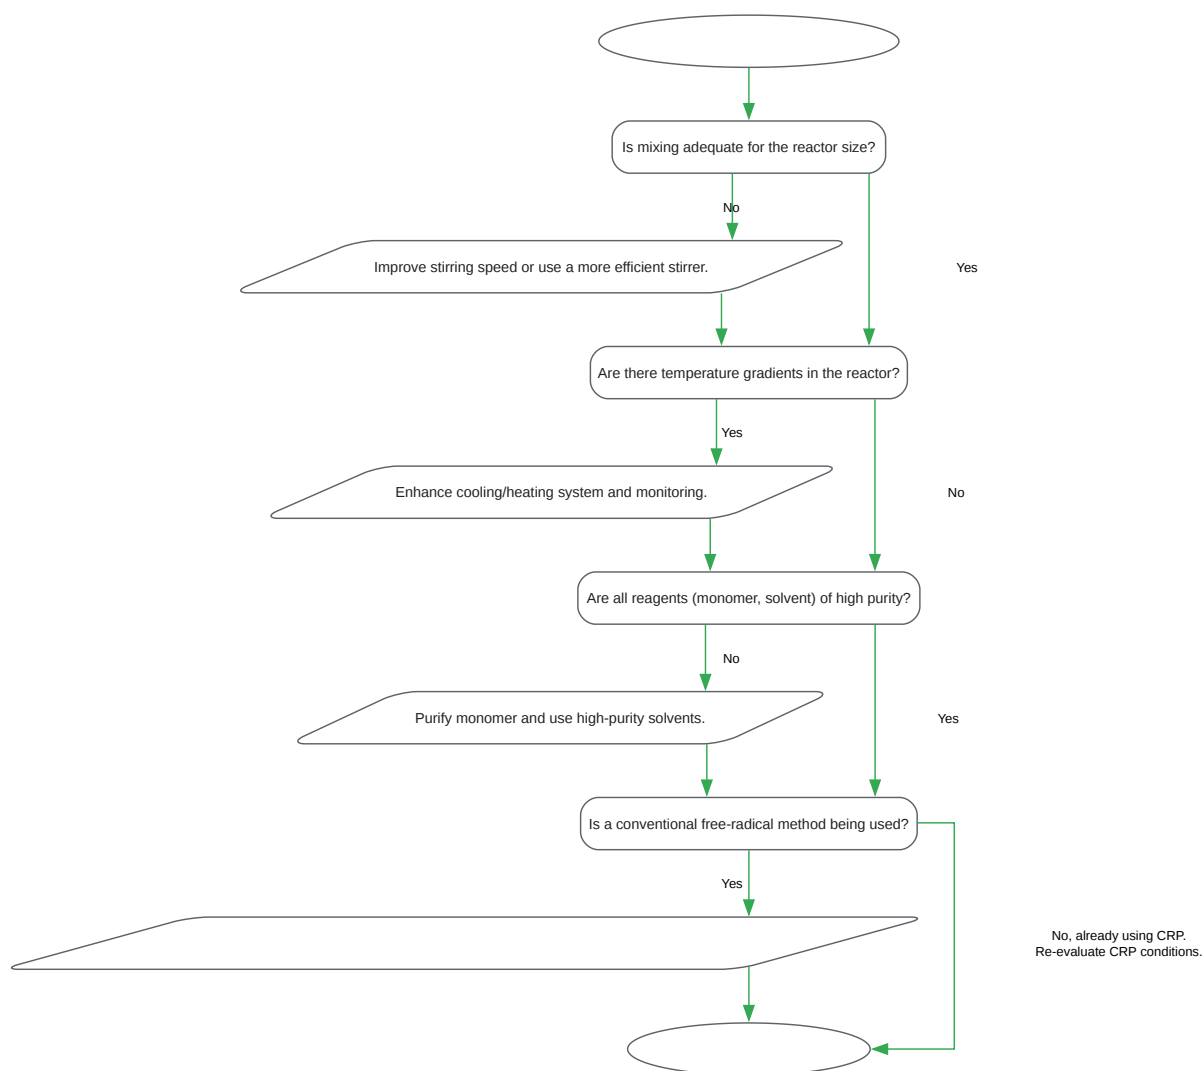 Is mixing adequate for the reactor size?
No
Improve stirring speed or use a more efficient stirrer.
Yes
Are there temperature gradients in the reactor?
Yes
Enhance cooling/heating system and monitoring.
No
Are all reagents (monomer, solvent) of high purity?
No
Purify monomer and use high-purity solvents.
Yes
Is a conventional free-radical method being used?
Yes
No, already using CRP.
Re-evaluate CRP conditions.